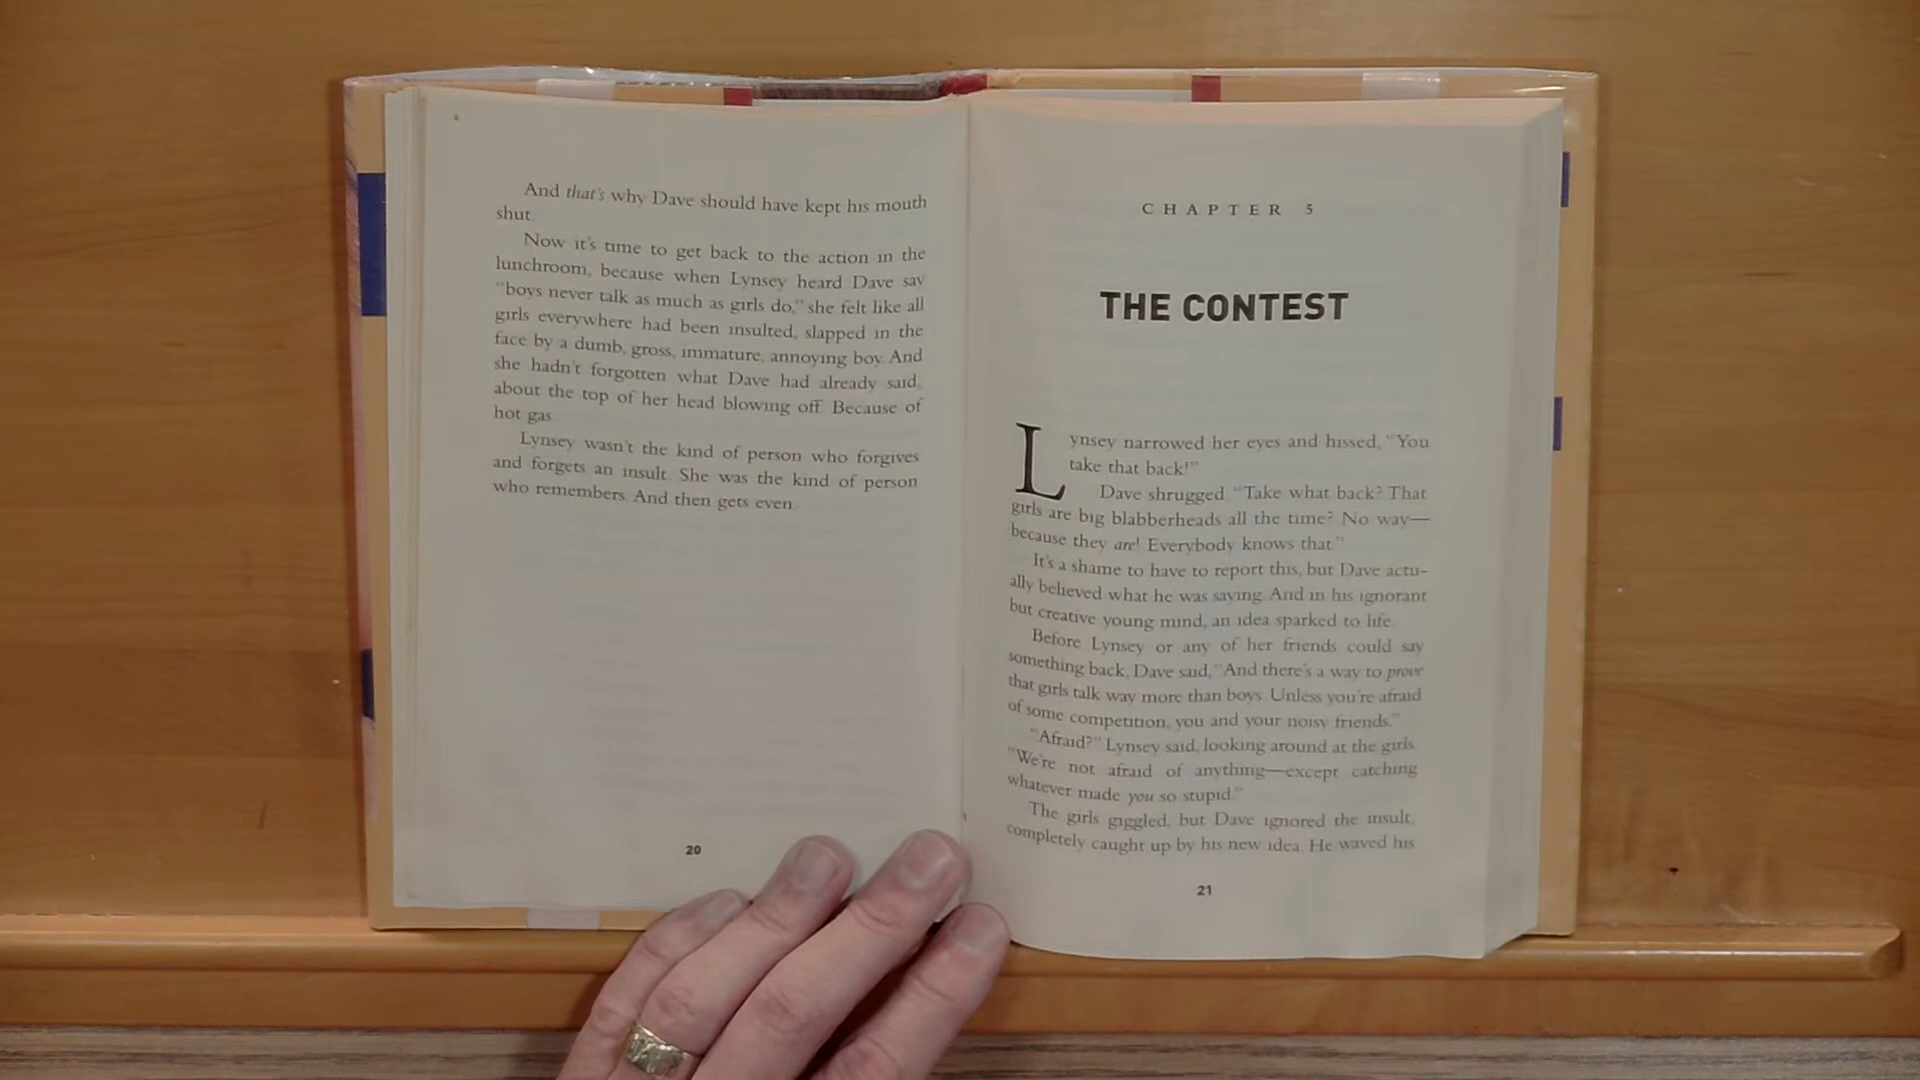 And that's why Dave should have kept his mouth
shut.
Now it's time to get back to the action in the
lunchroom, because when Lynsey heard Dave say
"boys never talk as much as girls do," she felt like all
girls everywhere had been insulted, slapped in the
face by a dumb, gross, immature, annoying boy. And
she hadn't forgotten what Dave had already said,
about the top of her head blowing off. Because of
hot gas.
Lynsey wasn't the kind of person who forgives
and forgets an insult. She was the kind of person
who remembers. And then gets even.
20
CHAPTER 5
THE CONTEST
Lynsey narrowed her eyes and hissed, "You
take that back!"
Dave shrugged. "Take what back? That
girls are big blabberheads all the time? No way—
because they are! Everybody knows that."
It's a shame to have to report this, but Dave actu-
ally believed what he was saying. And in his ignorant
but creative young mind, an idea sparked to life.
Before Lynsey or any of her friends could say
something back, Dave said, "And there's a way to prove
that girls talk way more than boys. Unless you're afraid
of some competition, you and your noisy friends."
"Afraid?" Lynsey said, looking around at the girls.
"We're not afraid of anything—except catching
whatever made you so stupid."
The girls giggled, but Dave ignored the insult,
completely caught up by his new idea. He waved his
21